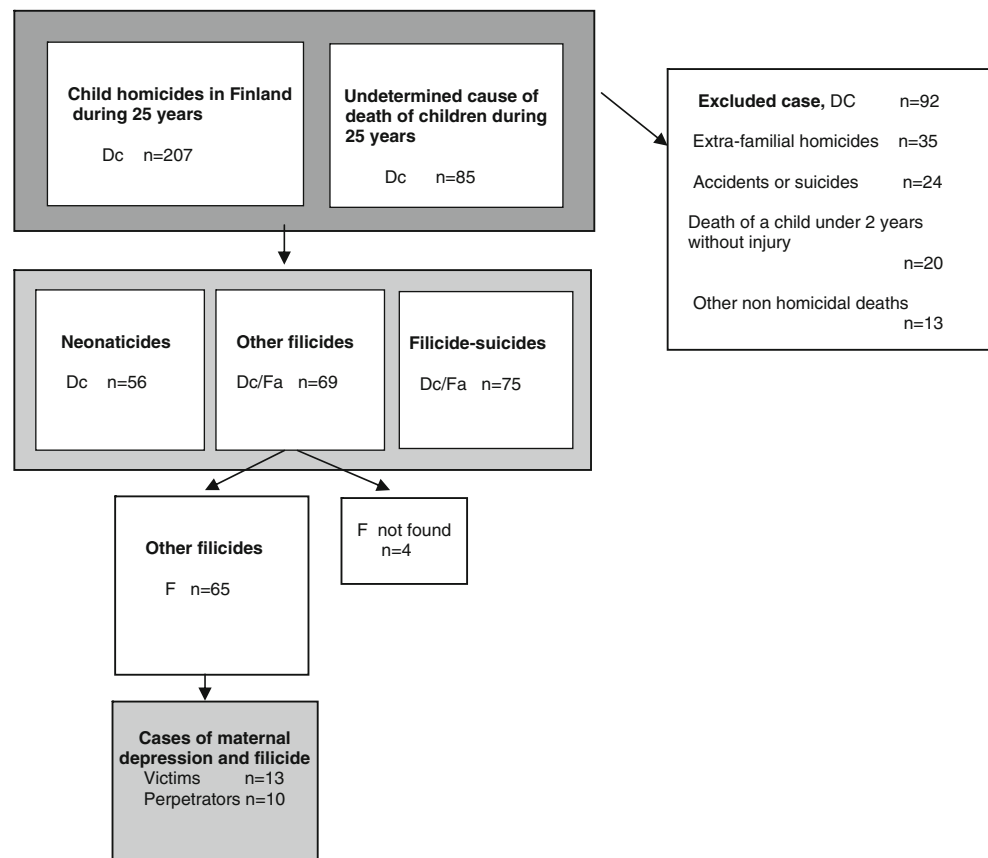 Child homicides in Finland
during 25 years
Dc n=207
Undetermined cause of
death of children during
25 years
Dc n=85
Excluded case, DC n=92
Extra-familial homicides n=35
Accidents or suicides n=24
Death of a child under 2 years
without injury
n=20
Other non homicidal deaths
n=13
Neonaticides
Dc n=56
Other filicides
Dc/Fa n=69
Filicide-suicides
Dc/Fa n=75
Other filicides
F n=65
F not found
n=4
Cases of maternal
depression and filicide
Victims n=13
Perpetrators n=10